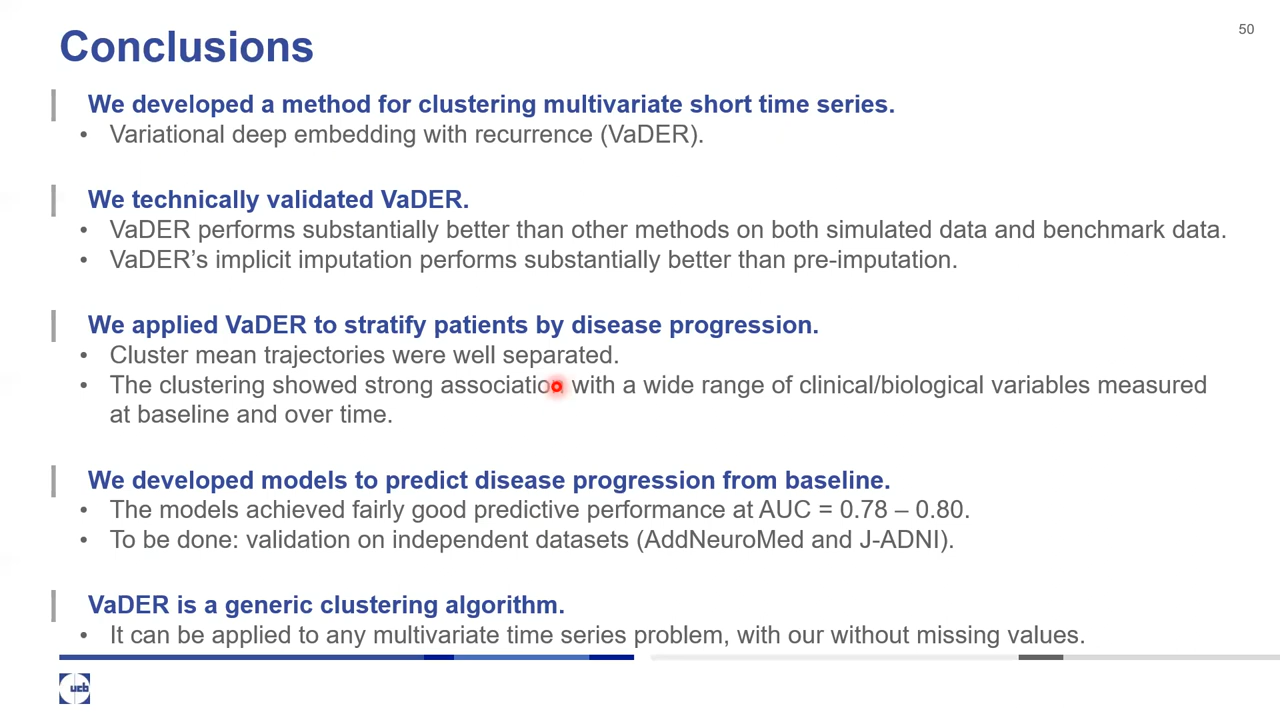 Conclusions
50
We developed a method for clustering multivariate short time series.
• Variational deep embedding with recurrence (VaDER).
We technically validated VaDER.
• VaDER performs substantially better than other methods on both simulated data and benchmark data.
• VaDER’s implicit imputation performs substantially better than pre-imputation.
We applied VaDER to stratify patients by disease progression.
• Cluster mean trajectories were well separated.
• The clustering showed strong association with a wide range of clinical/biological variables measured
at baseline and over time.
We developed models to predict disease progression from baseline.
• The models achieved fairly good predictive performance at AUC = 0.78 – 0.80.
• To be done: validation on independent datasets (AddNeuroMed and J-ADNI).
VaDER is a generic clustering algorithm.
• It can be applied to any multivariate time series problem, with our without missing values.
ucb